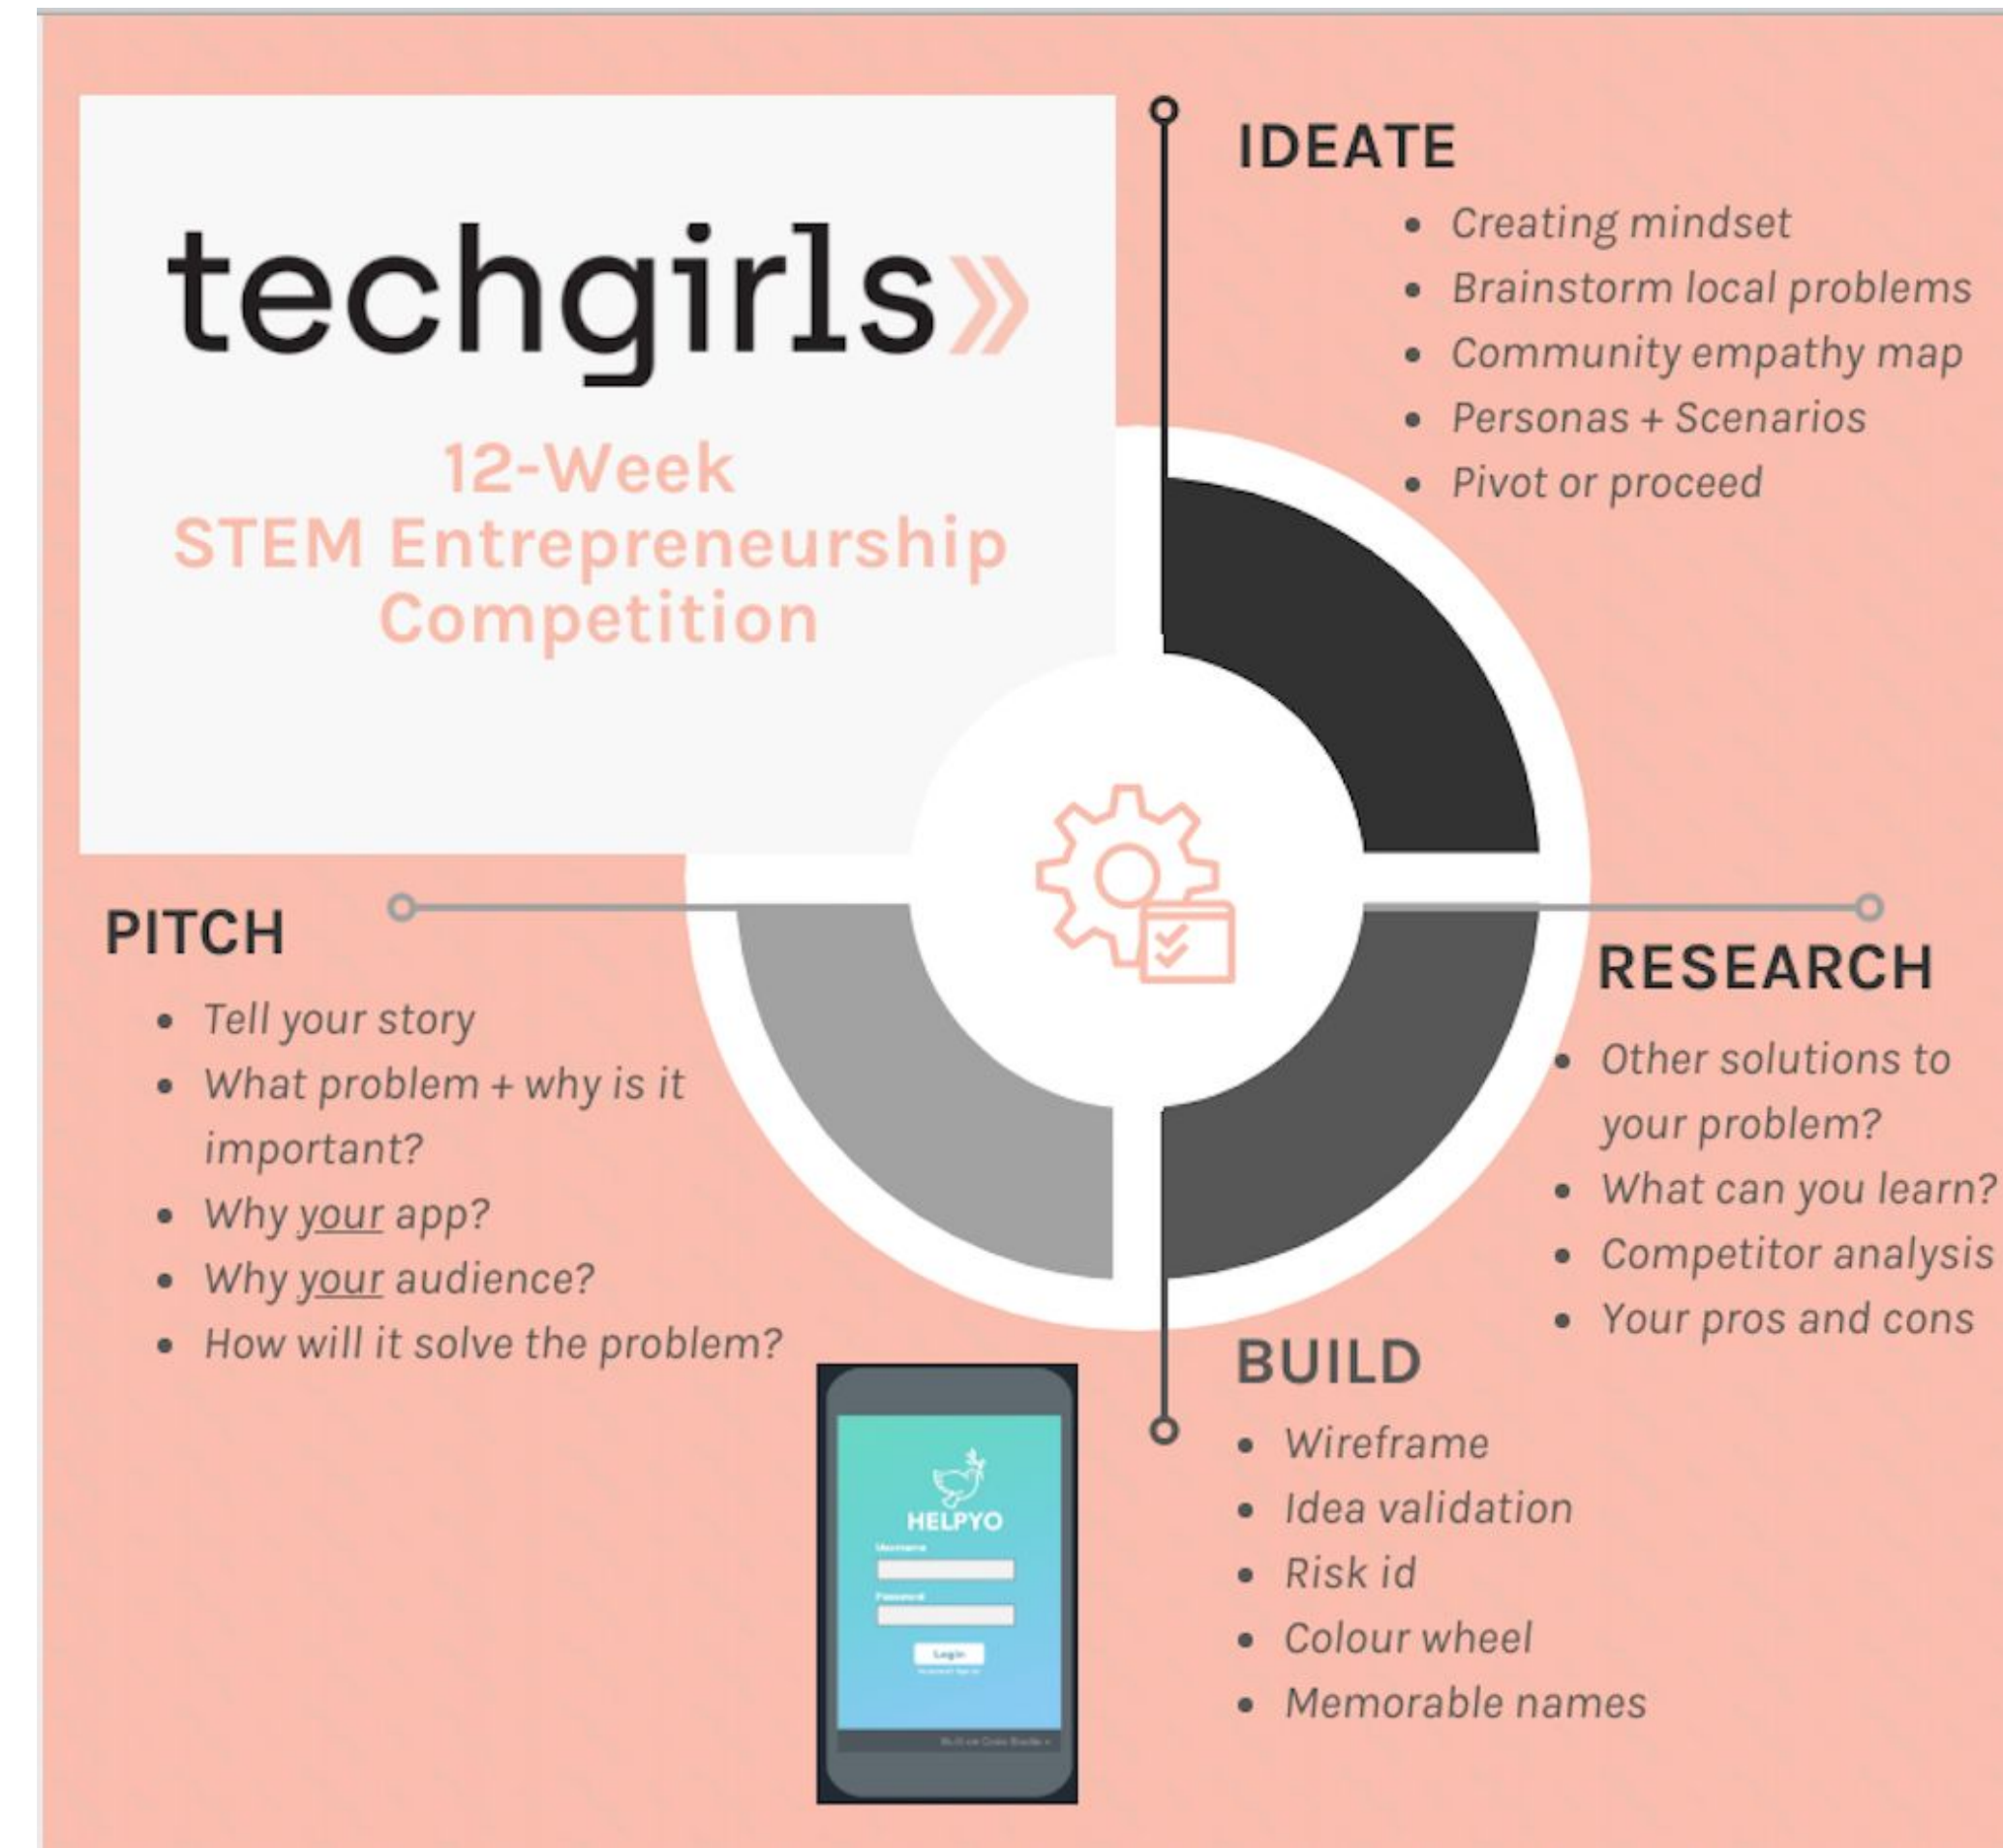 techgirls»
12-Week
STEM Entrepreneurship
Competition
IDEATE
• Creating mindset
• Brainstorm local problems
• Community empathy map
• Personas + Scenarios
• Pivot or proceed
RESEARCH
• Other solutions to
your problem?
• What can you learn?
• Competitor analysis
• Your pros and cons
BUILD
• Wireframe
• Idea validation
• Risk id
• Colour wheel
• Memorable names
PITCH
• Tell your story
• What problem + why is it
important?
• Why your app?
• Why your audience?
• How will it solve the problem?
HELPYO
Username
Password
Login